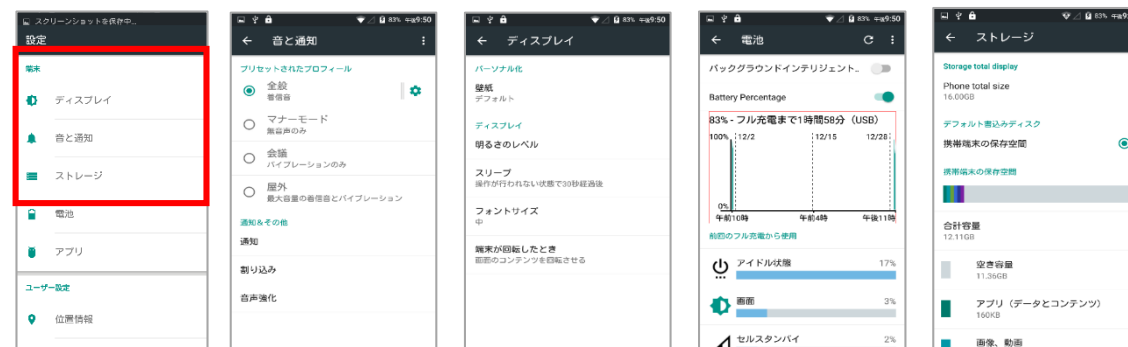 スクリーンショットを保存中...
設定
端末
ディスプレイ
音と通知
ストレージ
電池
アプリ
ユーザー設定
位置情報
83% 午後9:50
音と通知
プリセットされたプロフィール
全般
着信音
マナーモード
無音声のみ
会議
バイブレーションのみ
屋外
最大音量の着信音とバイブレーション
通知&その他
通知
割り込み
音声強化
83% 午後9:50
ディスプレイ
パーソナル化
壁紙
デフォルト
ディスプレイ
明るさのレベル
スリープ
操作が行われない状態で30秒経過後
フォントサイズ
中
端末が回転したとき
画面のコンテンツを回転させる
83% 午後9:50
電池
バックグラウンドインテリジェント..
Battery Percentage
83% - フル充電まで1時間58分（USB）
100% 12/2 12/15 12/28
0%
午前10時 午前4時 午後11時
前回のフル充電から使用
アイドル状態 17%
画面 3%
セルスタンバイ 2%
83%
ストレージ
Storage total display
Phone total size
16.00GB
デフォルト書込みディスク
携帯端末の保存空間
携帯端末の保存空間
合計容量
12.11GB
空き容量
11.36GB
アプリ（データとコンテンツ）
160KB
画像、動画